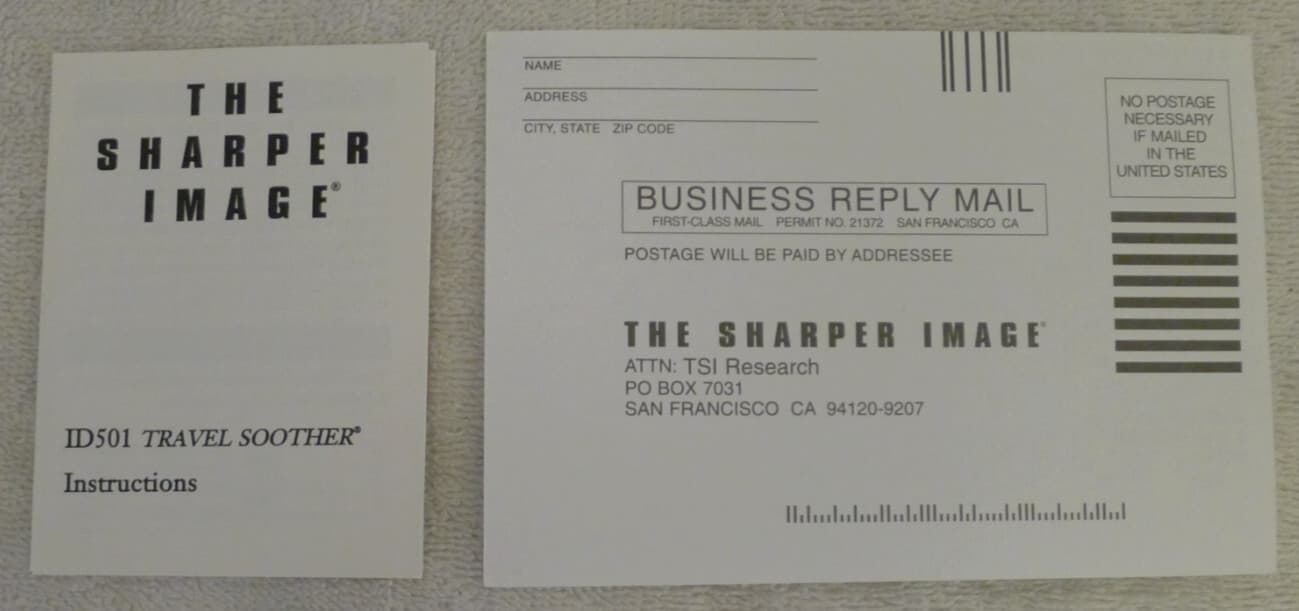 THE
SHARPER
IMAGE®
ID501 TRAVEL SOOTHER®
Instructions
NAME
ADDRESS
CITY, STATE ZIP CODE
NO POSTAGE
NECESSARY
IF MAILED
IN THE
UNITED STATES
BUSINESS REPLY MAIL
FIRST-CLASS MAIL PERMIT NO. 21372 SAN FRANCISCO CA
POSTAGE WILL BE PAID BY ADDRESSEE
THE SHARPER IMAGE®
ATTN: TSI Research
PO BOX 7031
SAN FRANCISCO CA 94120-9207